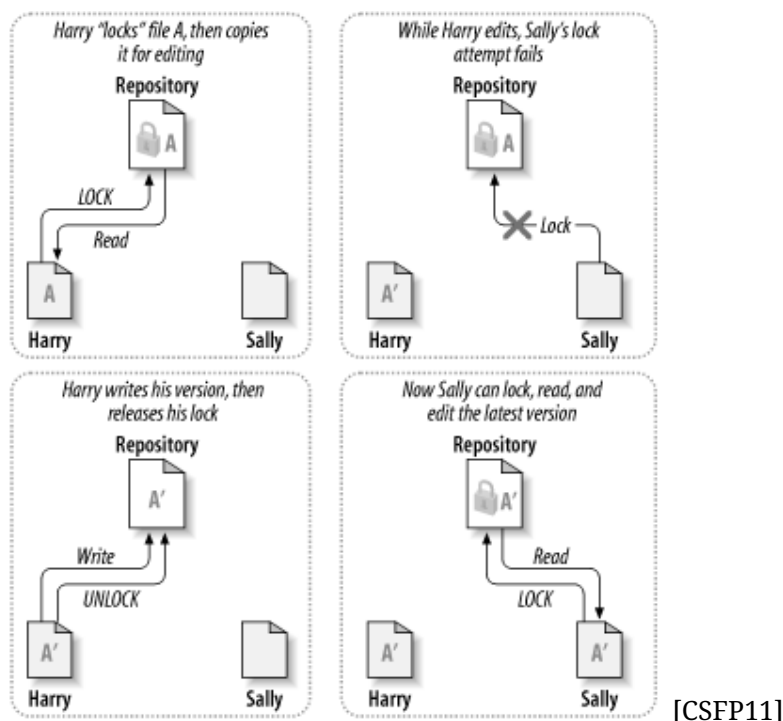 Harry “locks” file A, then copies
it for editing
Repository
A
LOCK
Read
A
Harry
Sally
While Harry edits, Sally’s lock
attempt fails
Repository
A
Lock
A′
Harry
Sally
Harry writes his version, then
releases his lock
Repository
A′
Write
UNLOCK
A′
Harry
Sally
Now Sally can lock, read, and
edit the latest version
Repository
A′
Read
LOCK
A′
A′
Harry
Sally
[CSFP11]